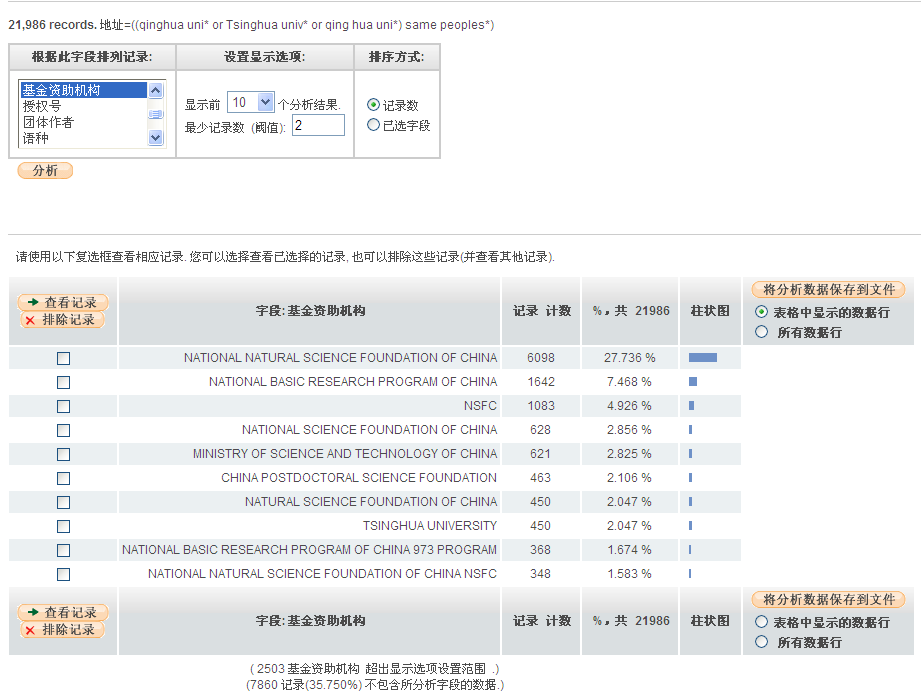 21,986 records. 地址=((qinghua uni* or Tsinghua univ* or qing hua uni*) same peoples*)
根据此字段排列记录: 设置显示选项: 排序方式:
基金资助机构
授权号
团体作者
语种
显示前 10 个分析结果.
最少记录数 (阈值): 2
记录数
已选字段
分析
请使用以下复选框查看相应记录. 您可以选择查看已选择的记录, 也可以排除这些记录(并查看其他记录).
查看记录
排除记录
字段: 基金资助机构 记录 计数 %, 共 21986 柱状图
将分析数据保存到文件
表格中显示的数据行
所有数据行
NATIONAL NATURAL SCIENCE FOUNDATION OF CHINA 6098 27.736 %
NATIONAL BASIC RESEARCH PROGRAM OF CHINA 1642 7.468 %
NSFC 1083 4.926 %
NATIONAL SCIENCE FOUNDATION OF CHINA 628 2.856 %
MINISTRY OF SCIENCE AND TECHNOLOGY OF CHINA 621 2.825 %
CHINA POSTDOCTORAL SCIENCE FOUNDATION 463 2.106 %
NATURAL SCIENCE FOUNDATION OF CHINA 450 2.047 %
TSINGHUA UNIVERSITY 450 2.047 %
NATIONAL BASIC RESEARCH PROGRAM OF CHINA 973 PROGRAM 368 1.674 %
NATIONAL NATURAL SCIENCE FOUNDATION OF CHINA NSFC 348 1.583 %
查看记录
排除记录
字段: 基金资助机构 记录 计数 %, 共 21986 柱状图
将分析数据保存到文件
表格中显示的数据行
所有数据行
( 2503 基金资助机构 超出显示选项设置范围 .)
(7860 记录(35.750%) 不包含所分析字段的数据.)